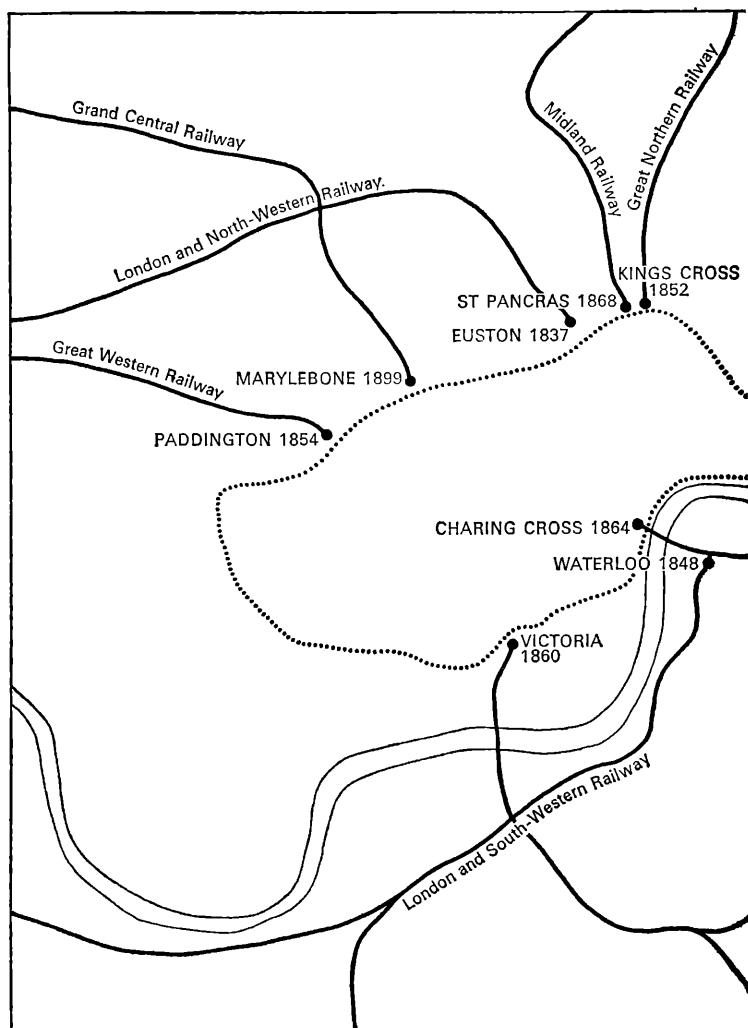 Grand Central Railway
Midland Railway
Great Northern Railway
London and North-Western Railway.
KINGS CROSS
1852
ST PANCRAS 1868
EUSTON 1837
Great Western Railway
MARYLEBONE 1899
PADDINGTON 1854
CHARING CROSS 1864
WATERLOO 1848
VICTORIA
1860
London and South-Western Railway